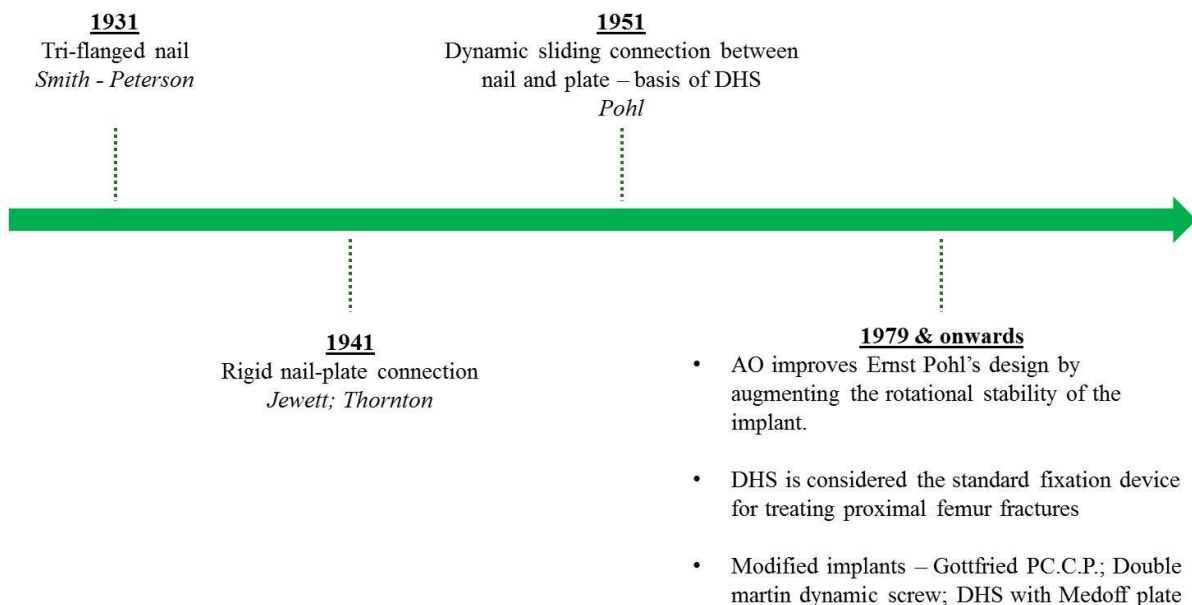 1931
Tri-flanged nail
Smith - Peterson
1951
Dynamic sliding connection between
nail and plate – basis of DHS
Pohl
1941
Rigid nail-plate connection
Jewett; Thornton
1979 & onwards
• AO improves Ernst Pohl's design by
augmenting the rotational stability of the
implant.
• DHS is considered the standard fixation device
for treating proximal femur fractures
• Modified implants – Gottfried PC.C.P.; Double
martin dynamic screw; DHS with Medoff plate